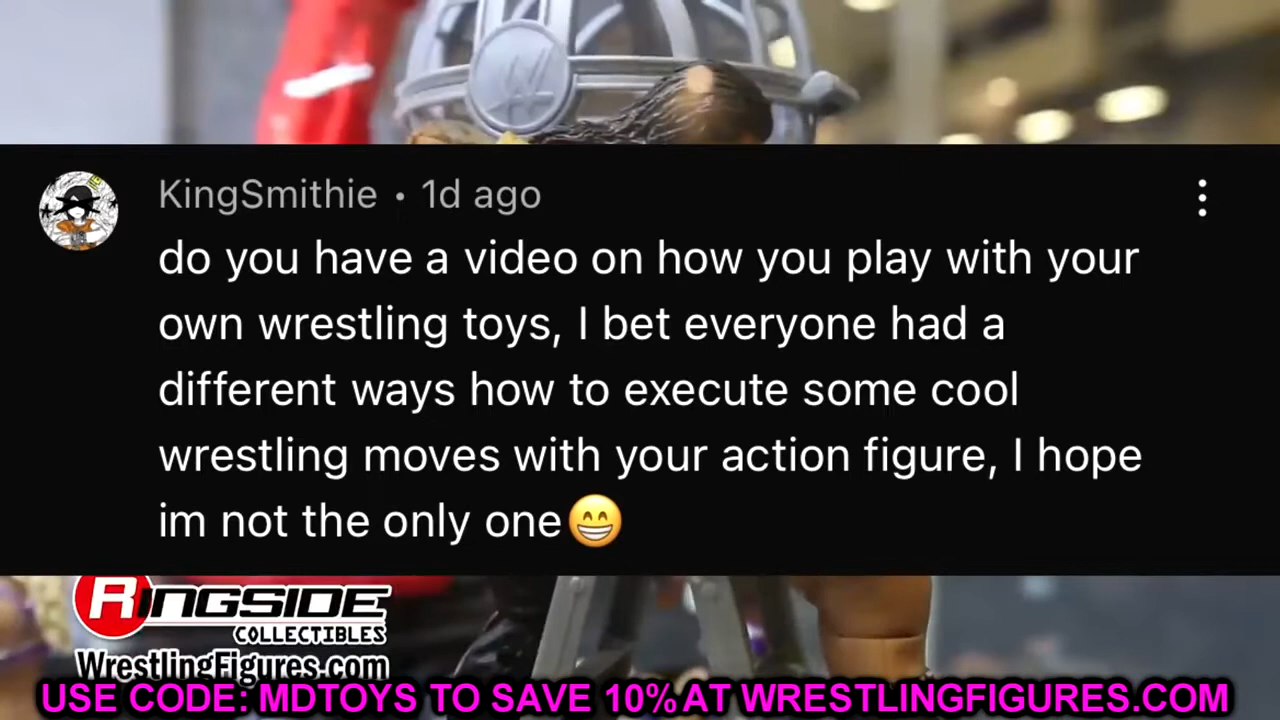 KingSmithie • 1d ago
do you have a video on how you play with your
own wrestling toys, I bet everyone had a
different ways how to execute some cool
wrestling moves with your action figure, I hope
im not the only one😁
RINGSIDE
COLLECTIBLES
WrestlingFigures.com
USE CODE: MDTOYS TO SAVE 10% AT WRESTLINGFIGURES.COM